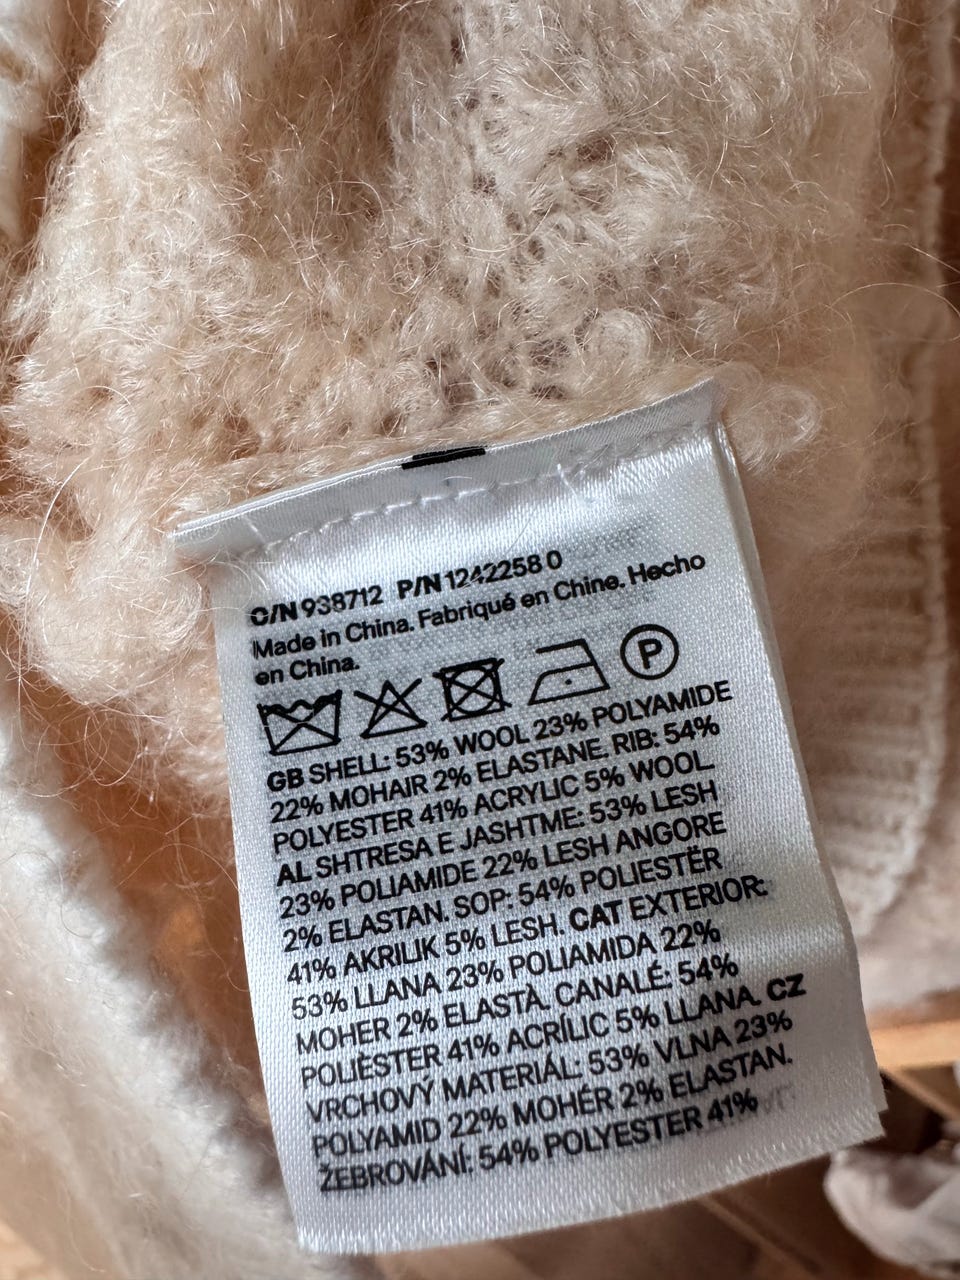 C/N 938712 P/N 1242258 0
Made in China. Fabriqué en Chine. Hecho
en China.
P
GB SHELL: 53% WOOL 23% POLYAMIDE
22% MOHAIR 2% ELASTANE. RIB: 54%
POLYESTER 41% ACRYLIC 5% WOOL
AL SHTRESA E JASHTME: 53% LESH
23% POLIAMIDE 22% LESH ANGORE
2% ELASTAN. SOP: 54% POLIESTËR
41% AKRILIK 5% LESH. CAT EXTERIOR:
53% LLANA 23% POLIAMIDA 22%
MOHER 2% ELASTÀ. CANALÉ: 54%
POLIÈSTER 41% ACRÍLIC 5% LLANA. CZ
VRCHOVÝ MATERIÁL: 53% VLNA 23%
POLYAMID 22% MOHÉR 2% ELASTAN.
ŽEBROVÁNÍ: 54% POLYESTER 41%